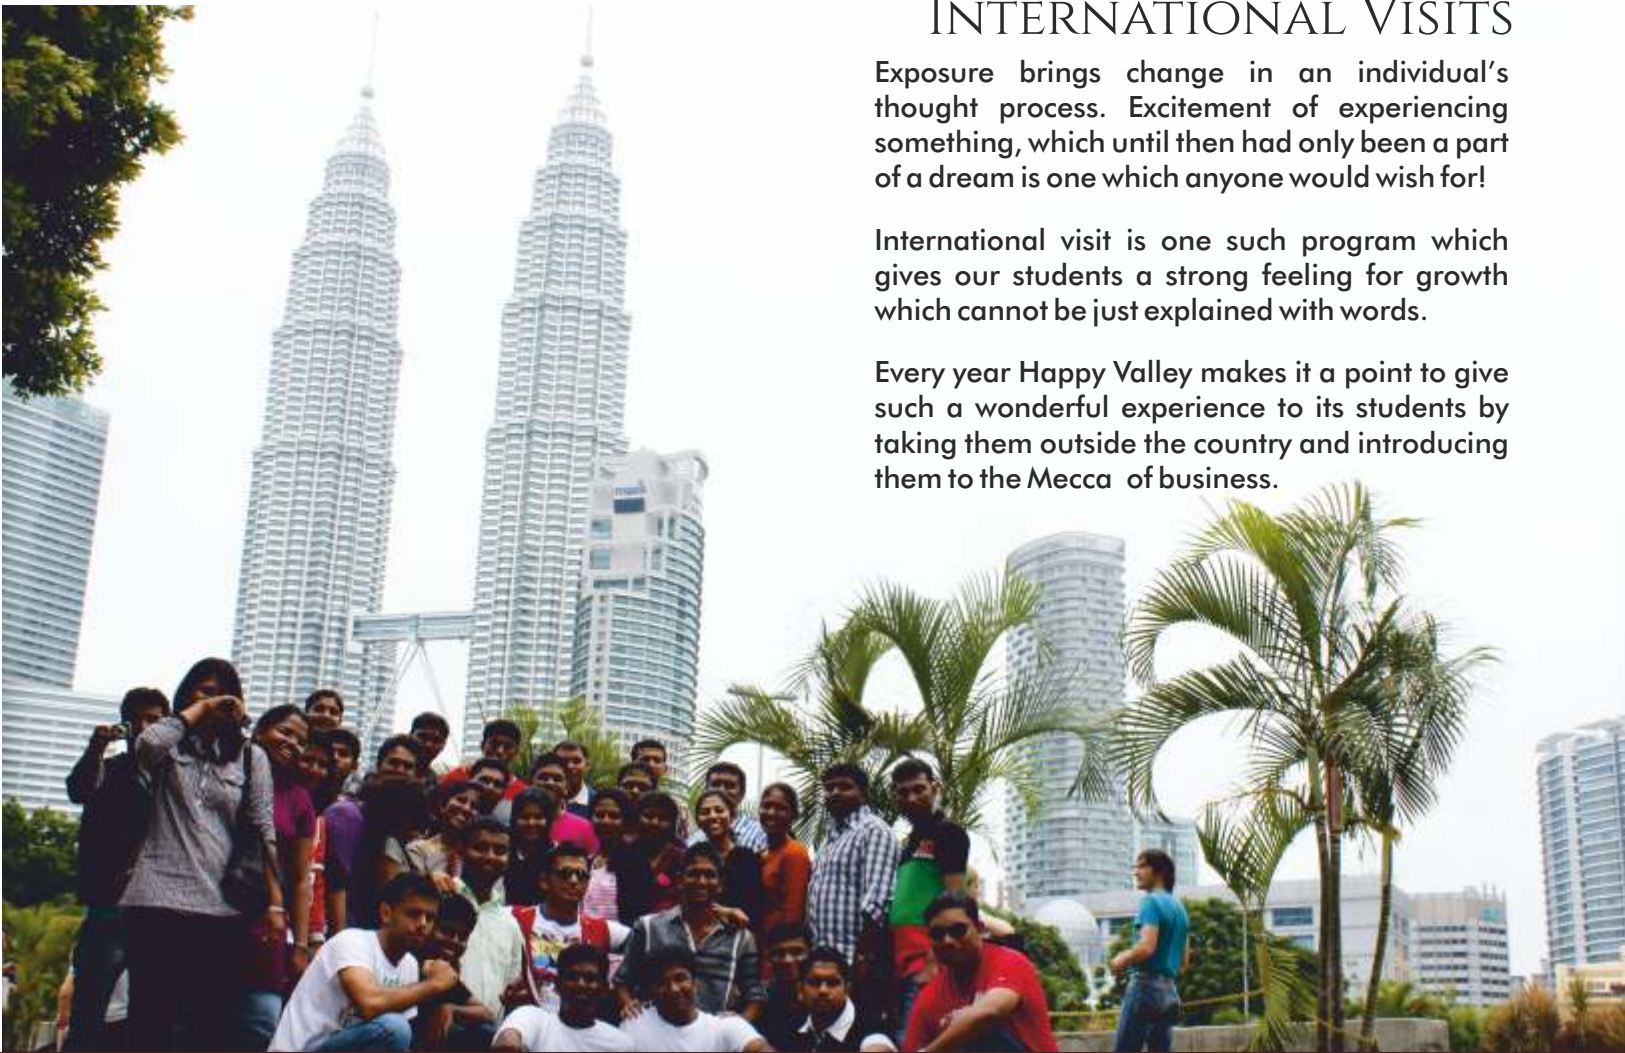 INTERNATIONAL VISITS
Exposure brings change in an individual's
thought process. Excitement of experiencing
something, which until then had only been a part
of a dream is one which anyone would wish for!
International visit is one such program which
gives our students a strong feeling for growth
which cannot be just explained with words.
Every year Happy Valley makes it a point to give
such a wonderful experience to its students by
taking them outside the country and introducing
them to the Mecca of business.